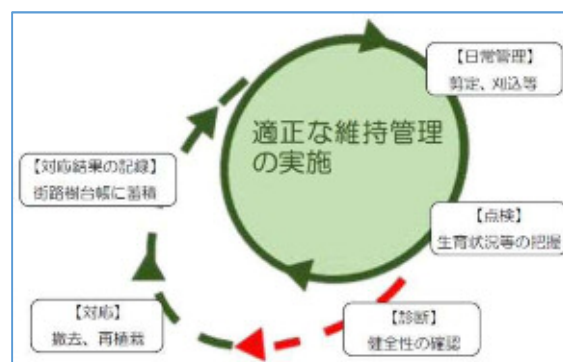 適正な維持管理
の実施
【日常管理】
剪定、刈込等
【点検】
生育状況等の把握
【診断】
健全性の確認
【対応】
撤去、再植栽
【対応結果の記録】
街路樹台帳に蓄積